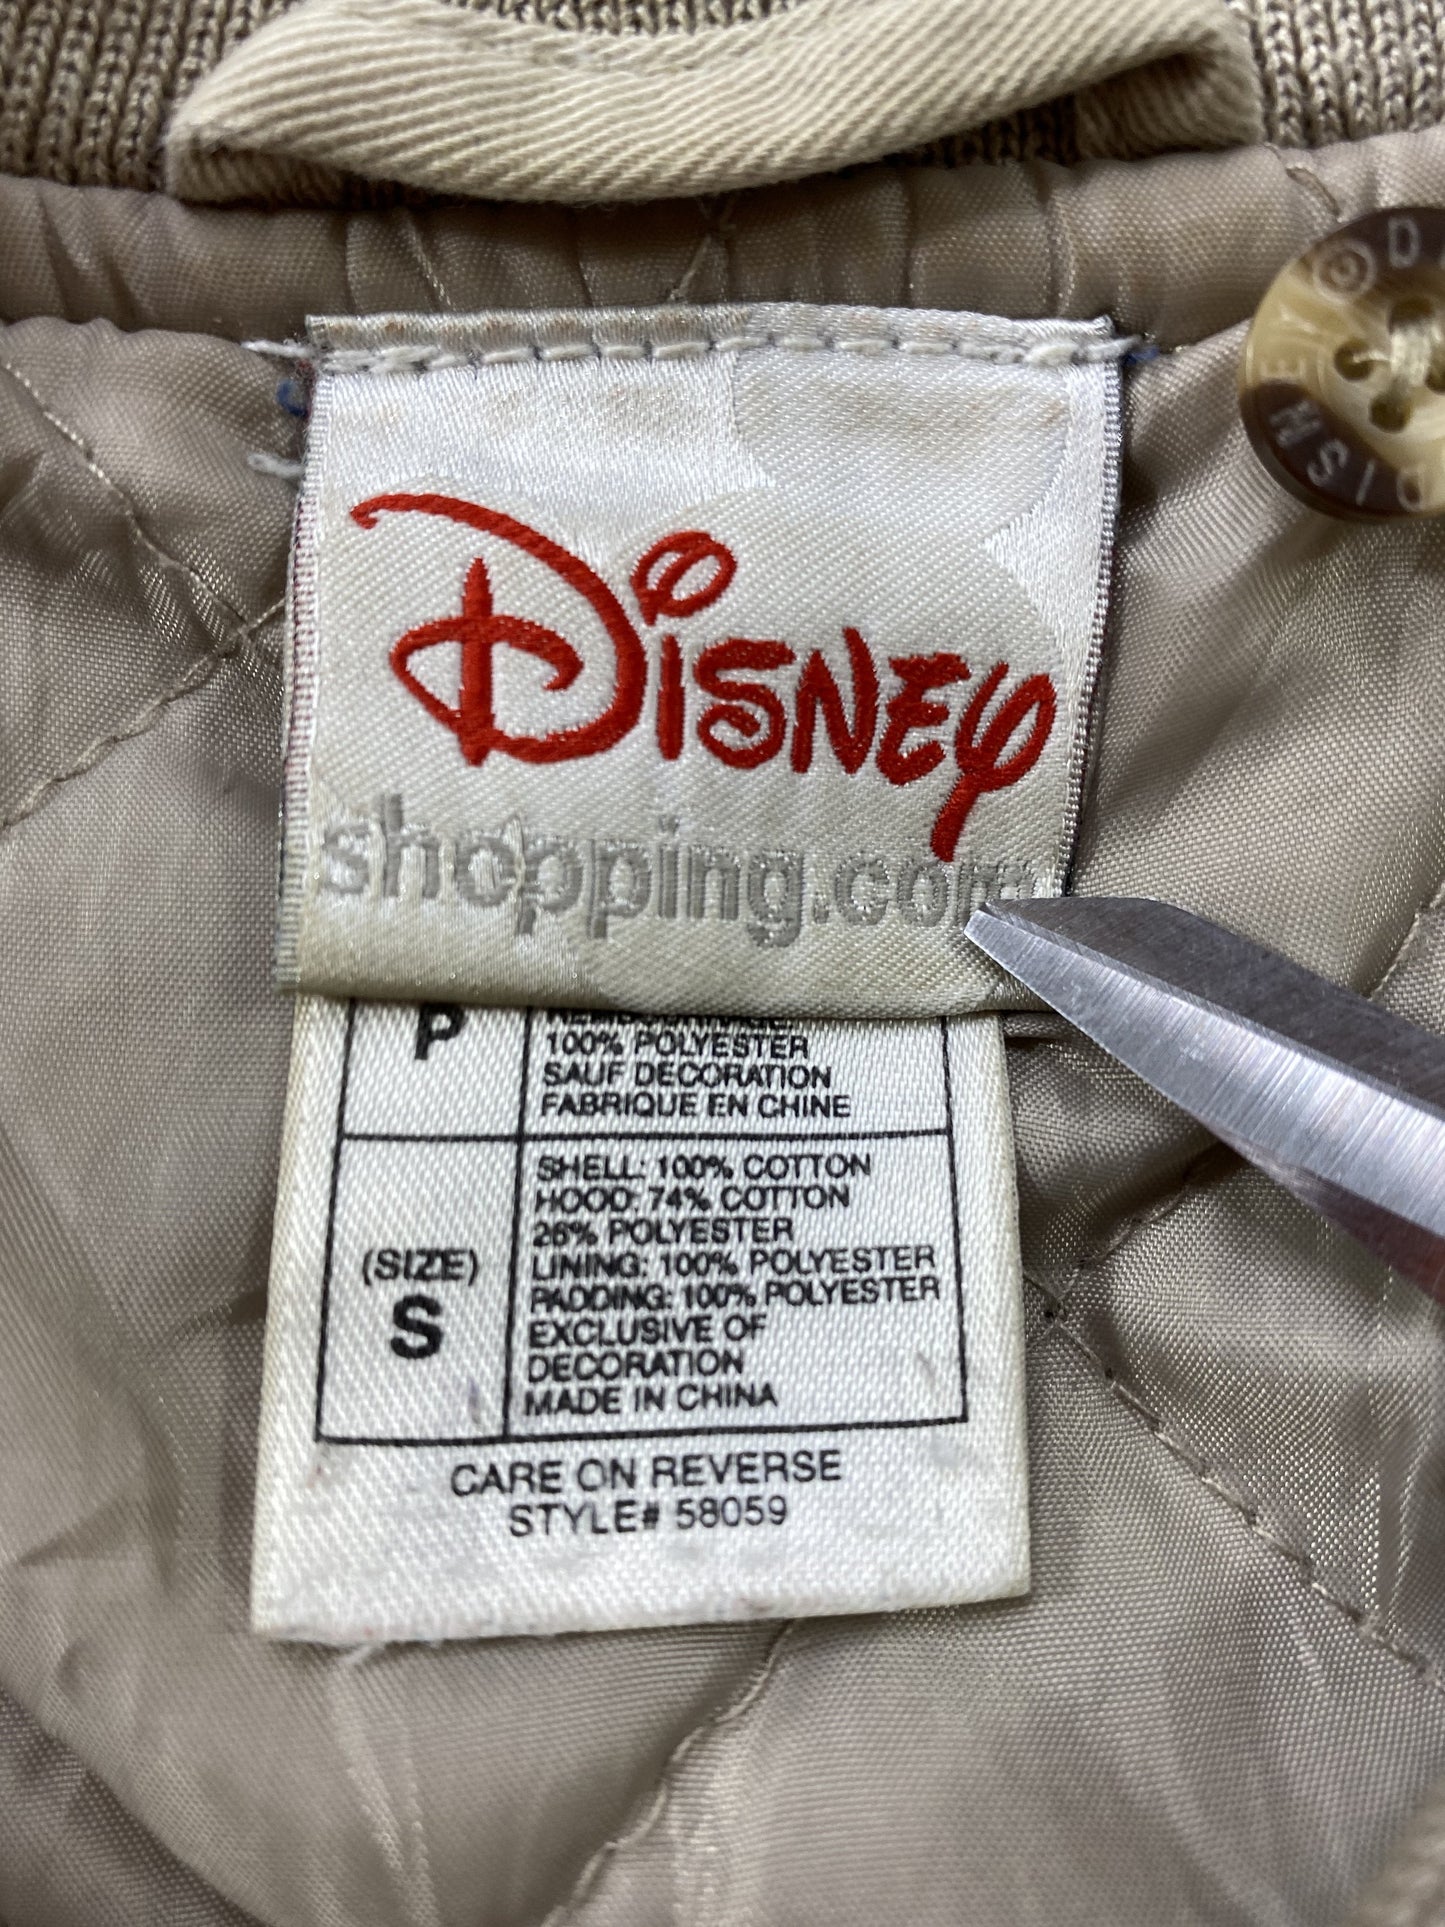 Disney
shopping.com
P
100% POLYESTER
SAUF DECORATION
FABRIQUE EN CHINE
(SIZE)
S
SHELL: 100% COTTON
HOOD: 74% COTTON
26% POLYESTER
LINING: 100% POLYESTER
PADDING: 100% POLYESTER
EXCLUSIVE OF
DECORATION
MADE IN CHINA
CARE ON REVERSE
STYLE# 58059